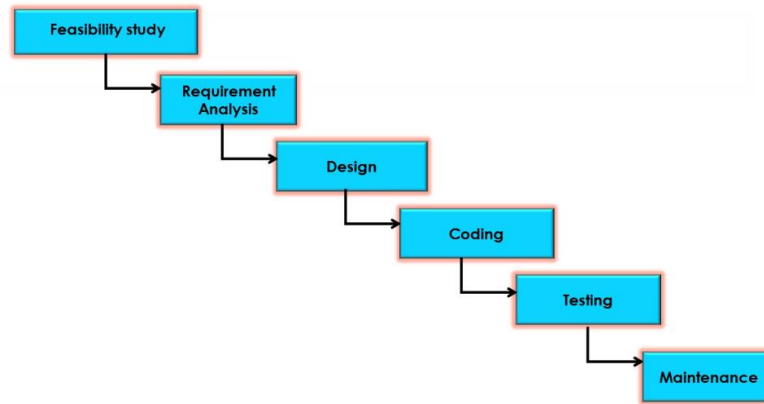 Feasibility study
Requirement
Analysis
Design
Coding
Testing
Maintenance